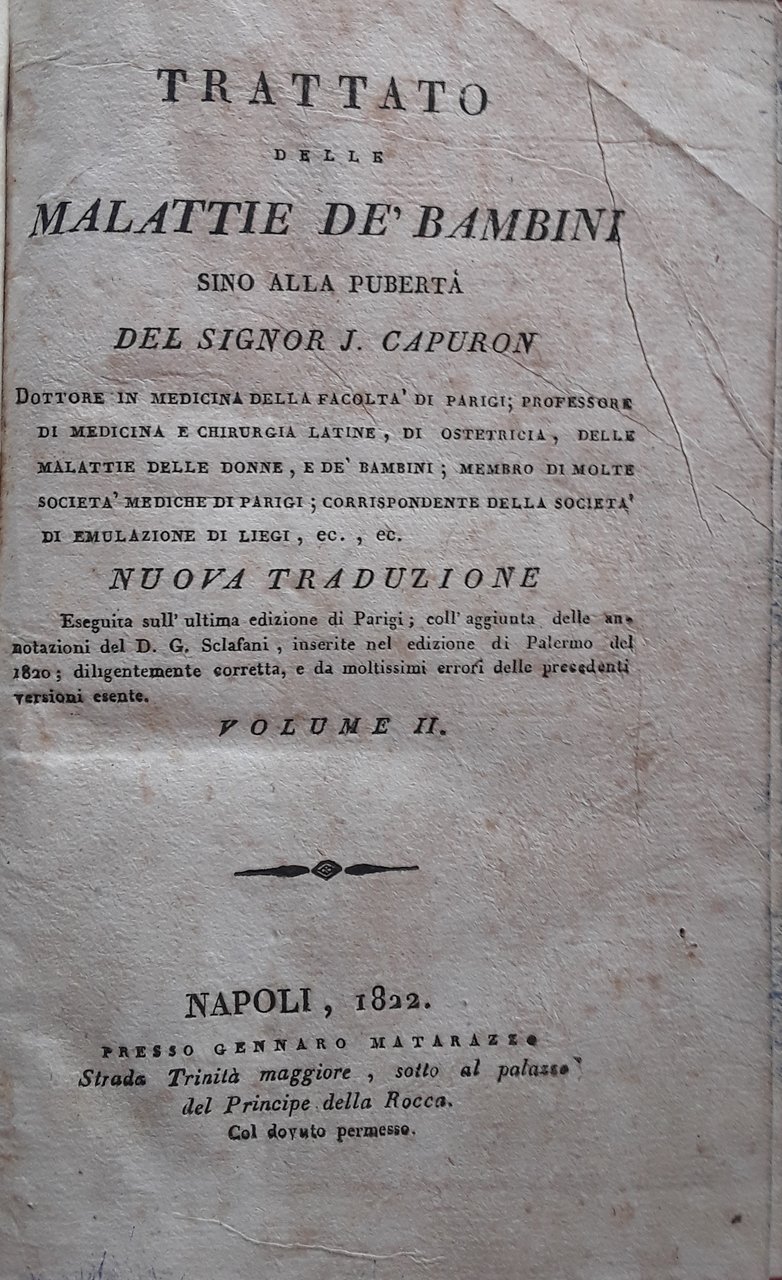 TRATTATO
DELLE
MALATTIE DE' BAMBINI
SINO ALLA PUBERTÀ
DEL SIGNOR J. CAPURON
DOTTORE IN MEDICINA DELLA FACOLTA' DI PARIGI; PROFESSORE
DI MEDICINA E CHIRURGIA LATINE, DI OSTETRICIA, DELLE
MALATTIE DELLE DONNE, E DE' BAMBINI; MEMBRO DI MOLTE
SOCIETA' MEDICHE DI PARIGI; CORRISPONDENTE DELLA SOCIETA'
DI EMULAZIONE DI LIEGI, ec., ec.
NUOVA TRADUZIONE
Eseguita sull' ultima edizione di Parigi; coll' aggiunta delle an-
notazioni del D. G. Sclafani, inserite nel edizione di Palermo del
1820; diligentemente corretta, e da moltissimi errori delle precedenti
versioni esente.
VOLUME II.
NAPOLI, 1822.
PRESSO GENNARO MATARAZZO
Strada Trinità maggiore, sotto al palazzo
del Principe della Rocca.
Col dovuto permesso.